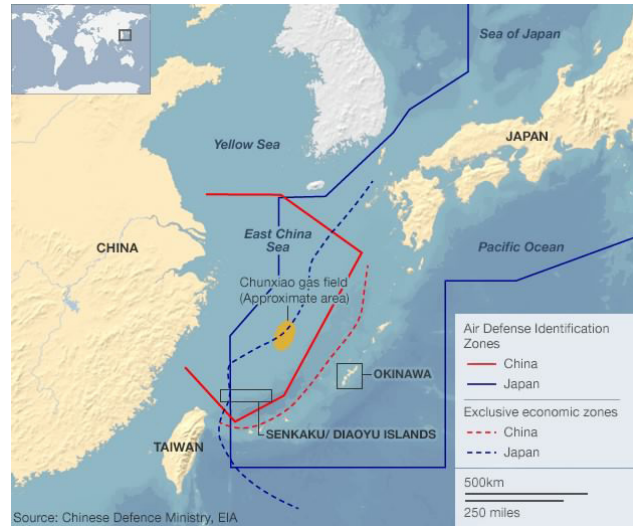 Sea of Japan
JAPAN
Yellow Sea
CHINA
East China
Sea
Pacific Ocean
Chunxiao gas field
(Approximate area)
OKINAWA
SENKAKU/ DIAOYU ISLANDS
TAIWAN
Air Defense Identification
Zones
China
Japan
Exclusive economic zones
China
Japan
500km
250 miles
Source: Chinese Defence Ministry, EIA